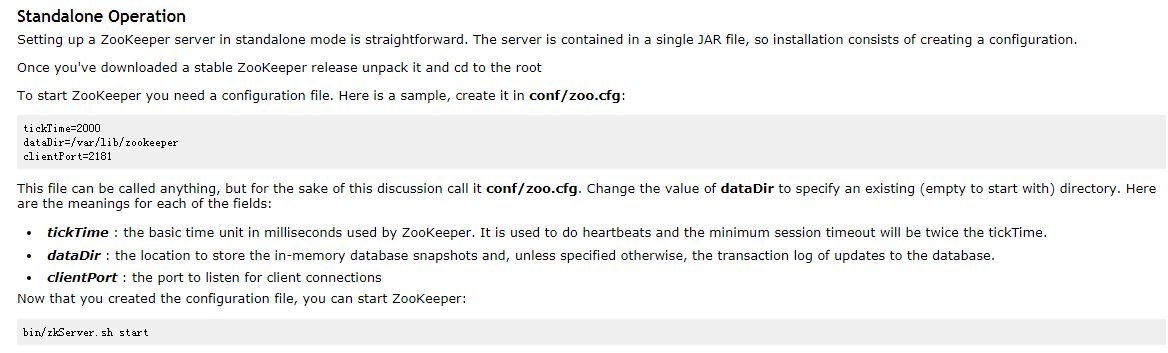 Standalone Operation
Setting up a ZooKeeper server in standalone mode is straightforward. The server is contained in a single JAR file, so installation consists of creating a configuration.
Once you've downloaded a stable ZooKeeper release unpack it and cd to the root
To start ZooKeeper you need a configuration file. Here is a sample, create it in conf/zoo.cfg:
tickTime=2000
dataDir=/var/lib/zookeeper
clientPort=2181
This file can be called anything, but for the sake of this discussion call it conf/zoo.cfg. Change the value of dataDir to specify an existing (empty to start with) directory. Here
are the meanings for each of the fields:
• tickTime : the basic time unit in milliseconds used by ZooKeeper. It is used to do heartbeats and the minimum session timeout will be twice the tickTime.
• dataDir : the location to store the in-memory database snapshots and, unless specified otherwise, the transaction log of updates to the database.
• clientPort : the port to listen for client connections
Now that you created the configuration file, you can start ZooKeeper:
bin/zkServer.sh start